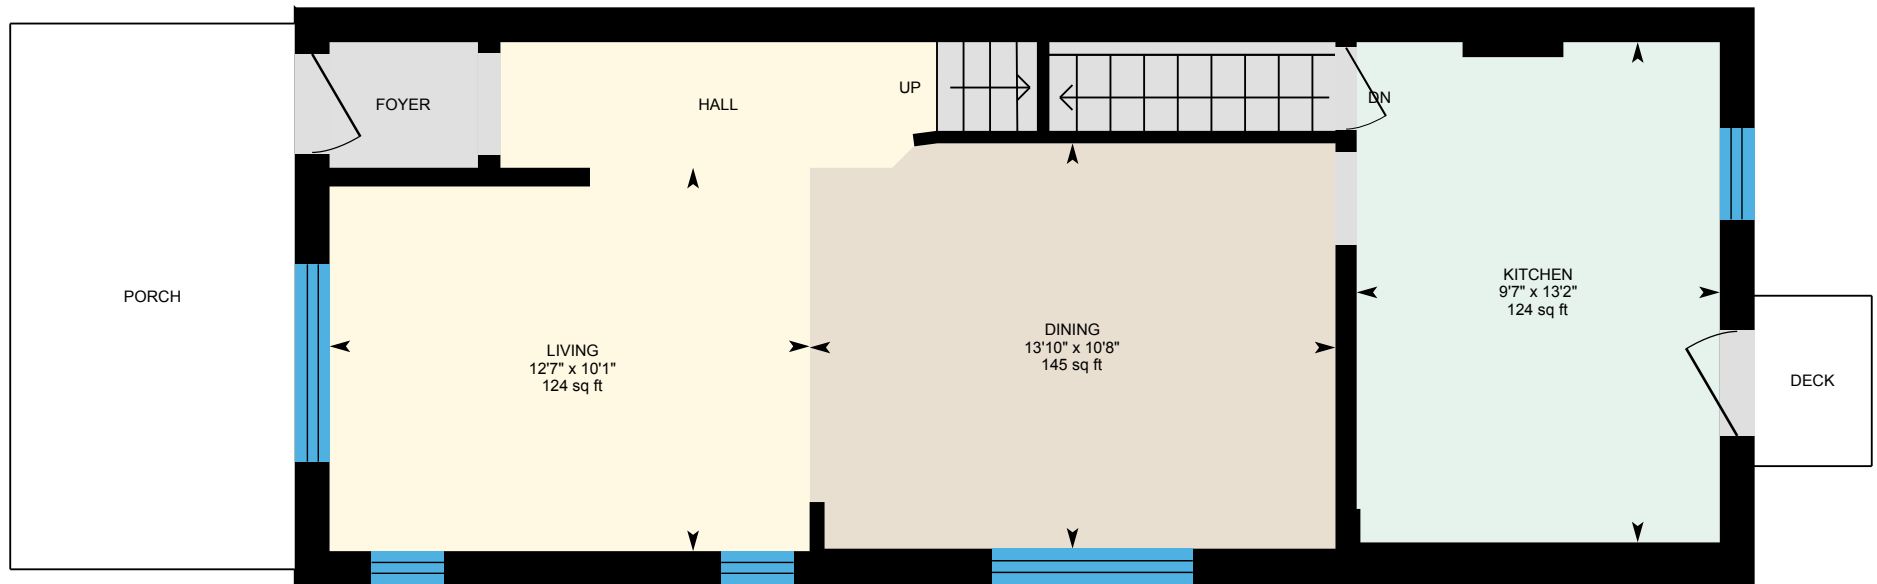 FOYER
HALL
UP
DN
PORCH
LIVING
12'7" x 10'1"
124 sq ft
DINING
13'10" x 10'8"
145 sq ft
KITCHEN
9'7" x 13'2"
124 sq ft
DECK